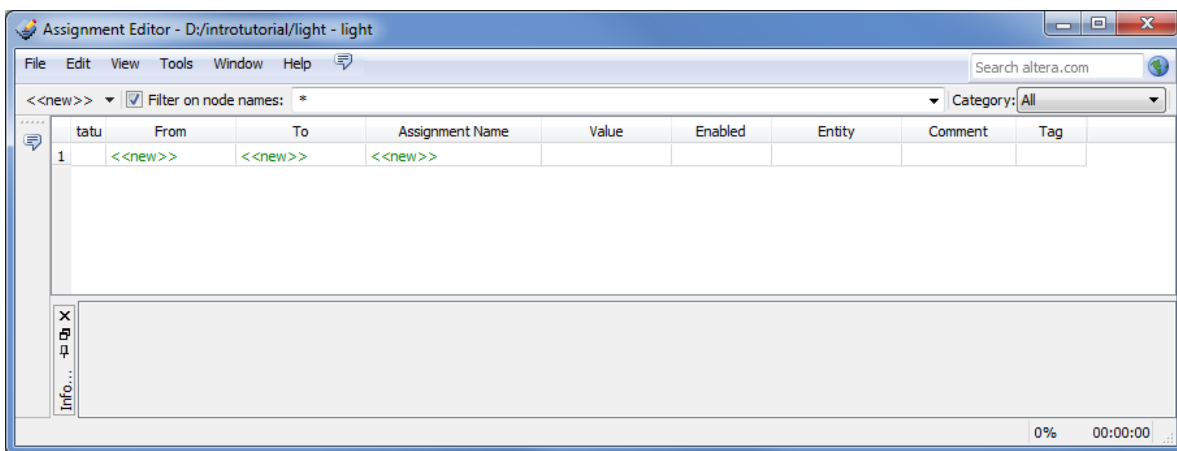 Assignment Editor - D:/introtutorial/light - light
File Edit View Tools Window Help Search altera.com
<<new>> Filter on node names: * Category: All
tatu From To Assignment Name Value Enabled Entity Comment Tag
1 <<new>> <<new>> <<new>>
Info...
0% 00:00:00